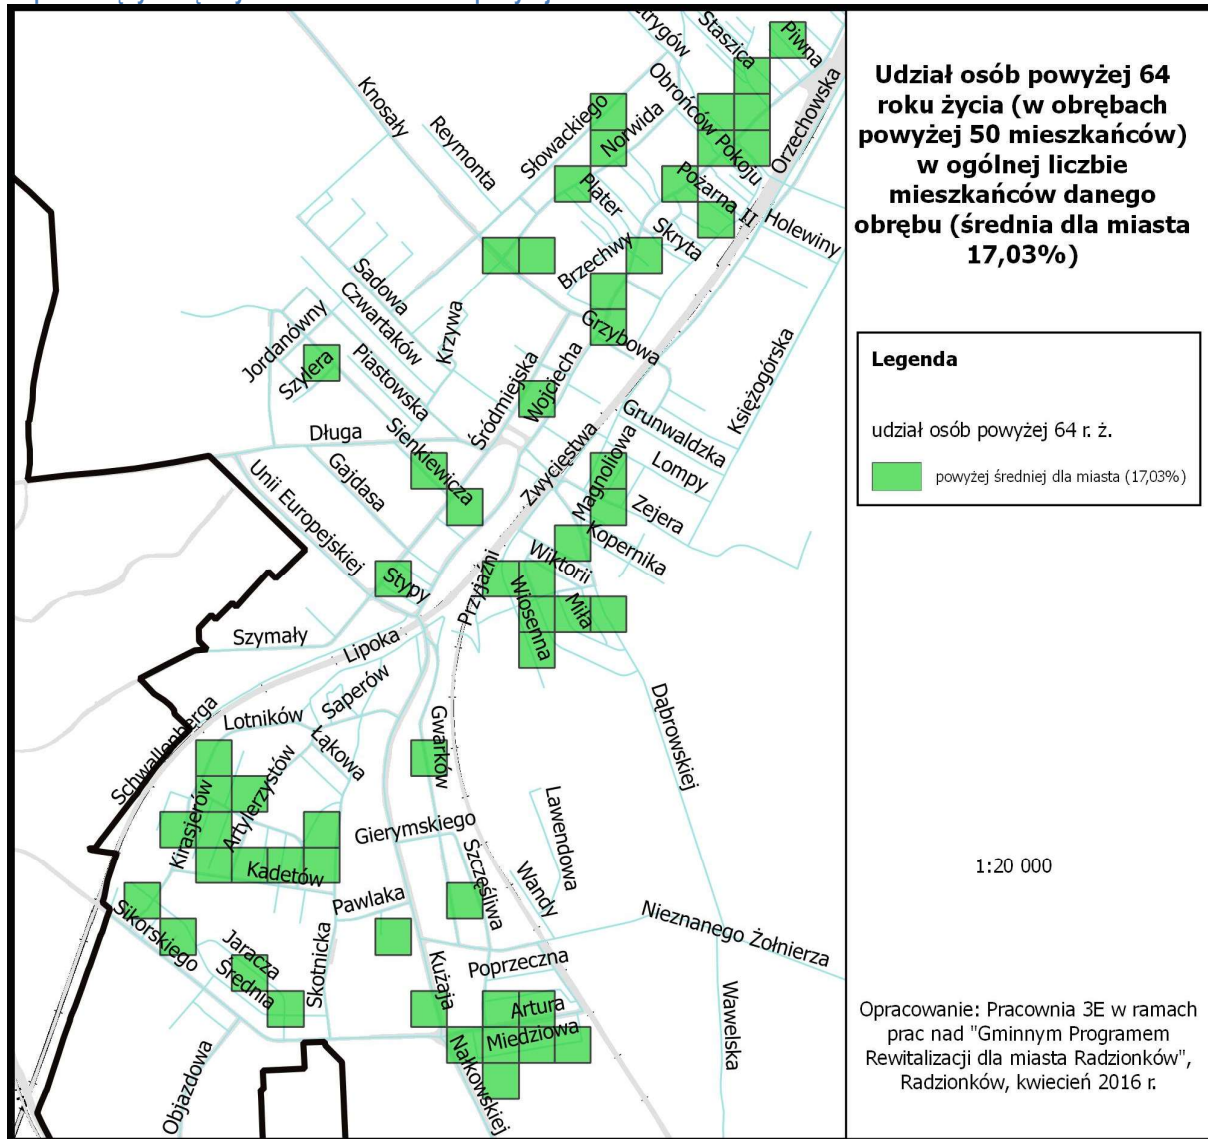 Piwna
Staszica
Obrońców Pokoju
Orzechowska
Knosały
Reymonta
Słowackiego
Norwida
Plater
Pożarna II
Holewiny
Skryta
Brzechwy
Sadowa
Czwartaków
Krzywa
Grzybowa
Jordanówny
Szylera
Piastowska
Śródmiejska
Wojciecha
Księżogórska
Grunwaldzka
Długa
Sienkiewicza
Gajdasa
Unii Europejskiej
Zwycięstwa
Magnoliowa
Lompy
Zejera
Kopernika
Wiktorii
Przyjaźni
Stypy
Wiosenna
Miła
Szymały
Lipoka
Saperów
Lotników
Łąkowa
Schwallenberga
Gwarków
Dąbrowskiej
Kirasjerów
Artylerzystów
Gierymskiego
Lawendowa
Kadetów
Szczęśliwa
Wandy
Pawlaka
Sikorskiego
Nieznanego Żołnierza
Jaracza
Średnia
Skotnicka
Kużaja
Poprzeczna
Artura
Miedziowa
Wawelska
Nałkowskiej
Objazdowa
Udział osób powyżej 64
roku życia (w obrębach
powyżej 50 mieszkańców)
w ogólnej liczbie
mieszkańców danego
obrębu (średnia dla miasta
17,03%)
Legenda
udział osób powyżej 64 r. ż.
powyżej średniej dla miasta (17,03%)
1:20 000
Opracowanie: Pracownia 3E w ramach
prac nad "Gminnym Programem
Rewitalizacji dla miasta Radzionków",
Radzionków, kwiecień 2016 r.